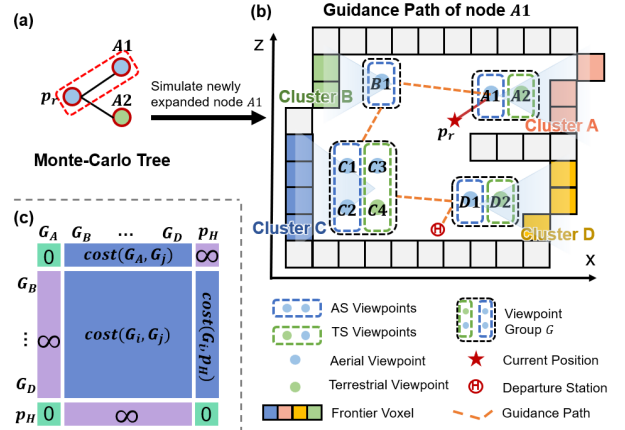 (a)
A1
p_r
A2
Simulate newly
expanded node A1
Monte-Carlo Tree
(b)
Guidance Path of node A1
Z
B1
Cluster B
A1 A2
Cluster A
p_r
C1 C3
C2 C4
Cluster C
D1 D2
Cluster D
H
X
(c)
G_A G_B ... G_D p_H
0 cost(G_A, G_j) ∞
G_B
⋮
G_D
∞ cost(G_i, G_j) cost(G_i, p_H)
p_H 0 ∞ 0
AS Viewpoints
TS Viewpoints
Aerial Viewpoint
Terrestrial Viewpoint
Frontier Voxel
Viewpoint
Group G
Current Position
H Departure Station
Guidance Path